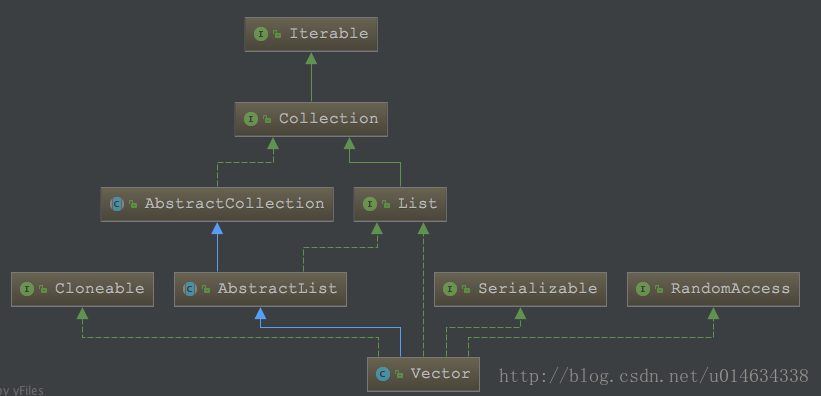 I Iterable
I Collection
C AbstractCollection
I List
I Cloneable
C AbstractList
I Serializable
I RandomAccess
C Vector
http://blog.csdn.net/u014634338
by yFiles